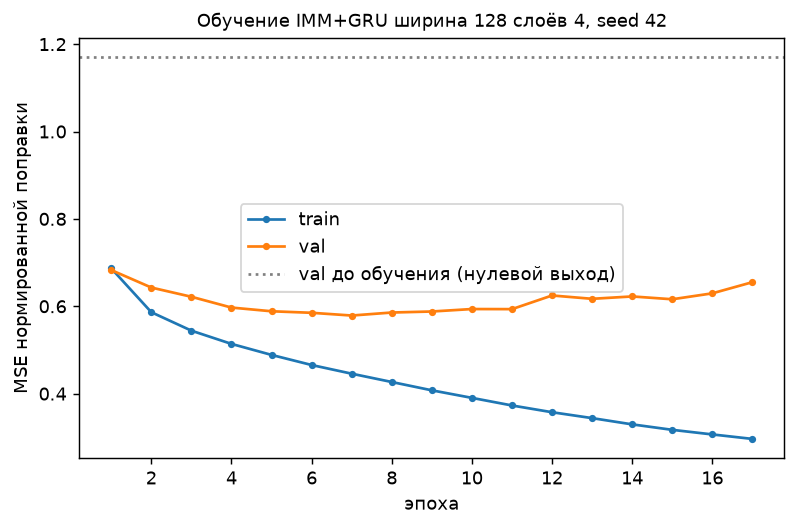 Обучение IMM+GRU ширина 128 слоёв 4, seed 42
MSE нормированной поправки
1.2
1.0
0.8
0.6
0.4
train
val
val до обучения (нулевой выход)
2 4 6 8 10 12 14 16
эпоха